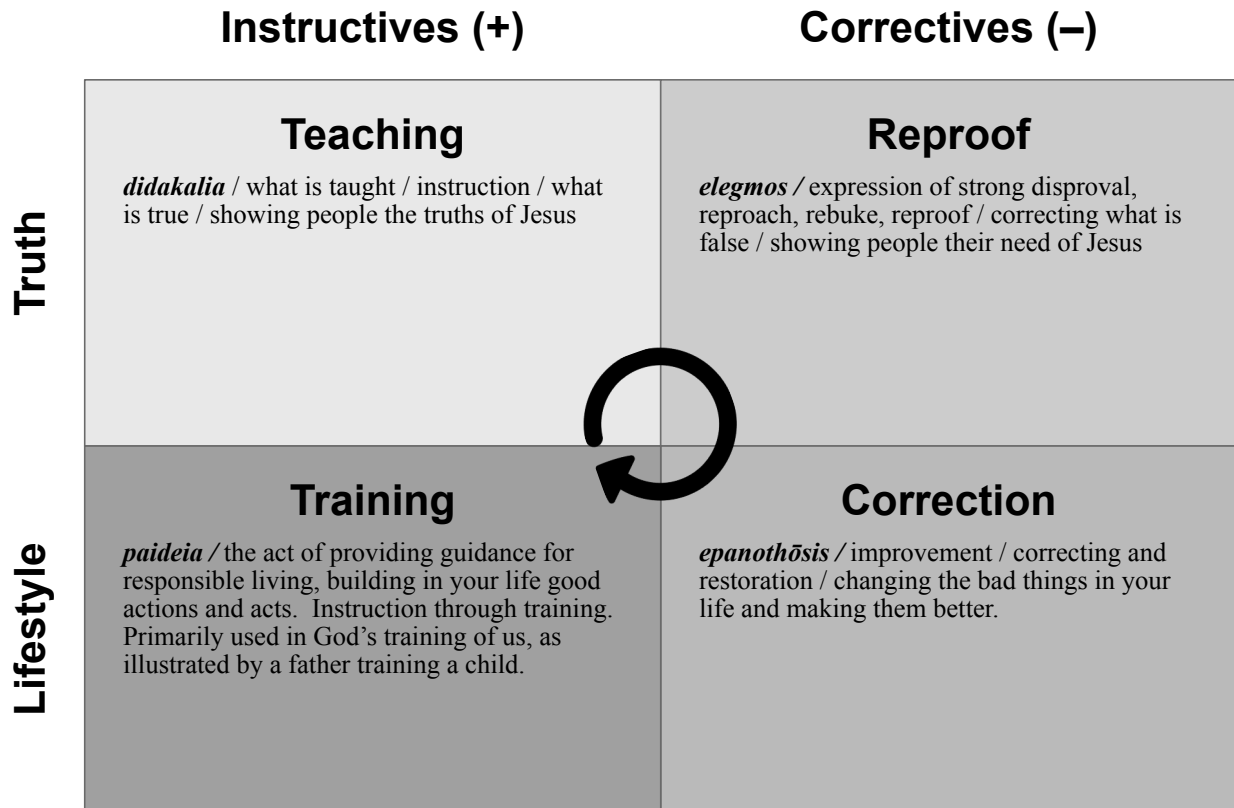 Instructives (+)
Correctives (–)
Truth
Teaching
didakalia / what is taught / instruction / what
is true / showing people the truths of Jesus
Reproof
elegmos / expression of strong disproval,
reproach, rebuke, reproof / correcting what is
false / showing people their need of Jesus
Lifestyle
Training
paideia / the act of providing guidance for
responsible living, building in your life good
actions and acts.  Instruction through training.
Primarily used in God’s training of us, as
illustrated by a father training a child.
Correction
epanothōsis / improvement / correcting and
restoration / changing the bad things in your
life and making them better.